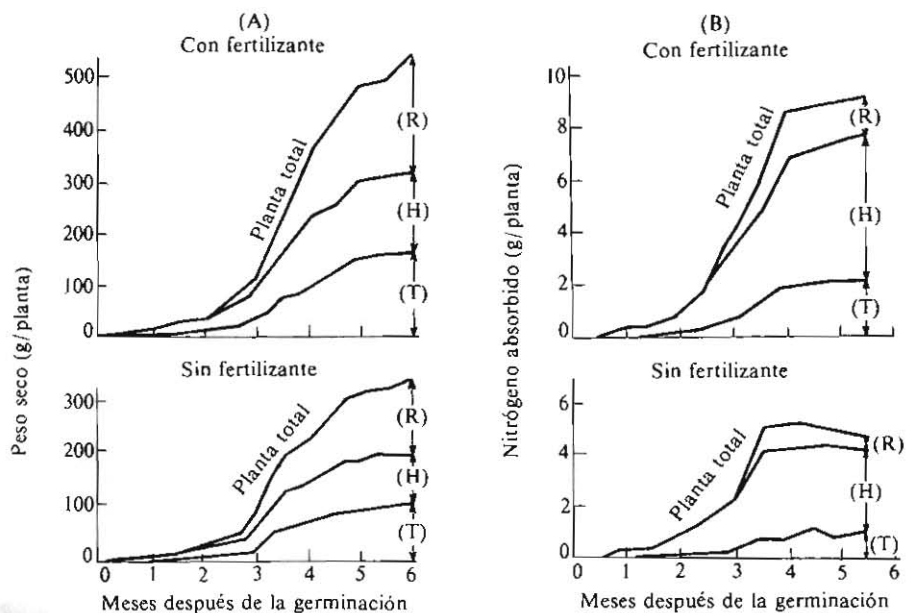 (A)
Con fertilizante
500
400
300
200
100
0
Planta total
(R)
(H)
(T)
Sin fertilizante
300
200
100
0
Planta total
(R)
(H)
(T)
0 1 2 3 4 5 6
Meses después de la germinación
Peso seco (g/planta)
(B)
Con fertilizante
10
8
6
4
2
0
Planta total
(R)
(H)
(T)
Sin fertilizante
6
4
2
0
Planta total
(R)
(H)
(T)
0 1 2 3 4 5 6
Meses después de la germinación
Nitrógeno absorbido (g/planta)